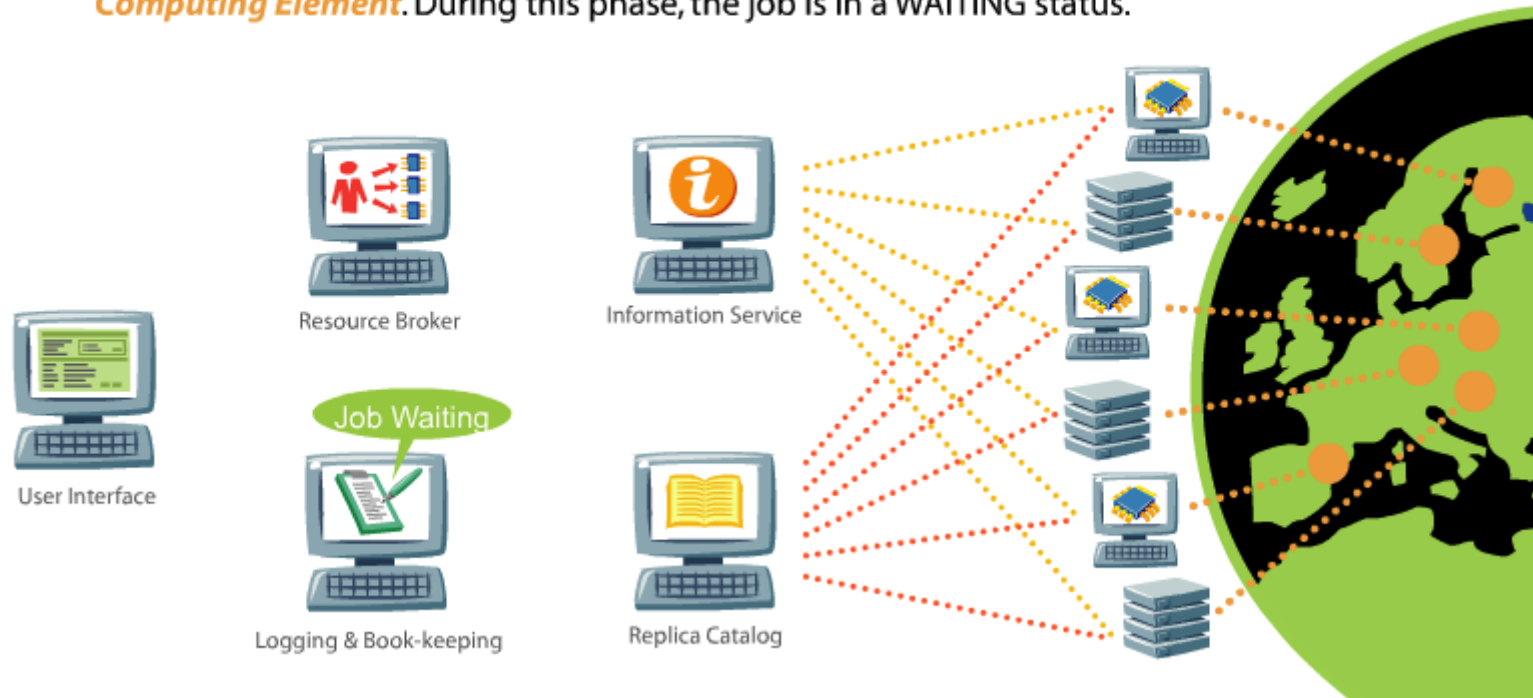 Computing Element. During this phase, the job is in a WAITING status.
Resource Broker
Information Service
User Interface
Job Waiting
Logging & Book-keeping
Replica Catalog